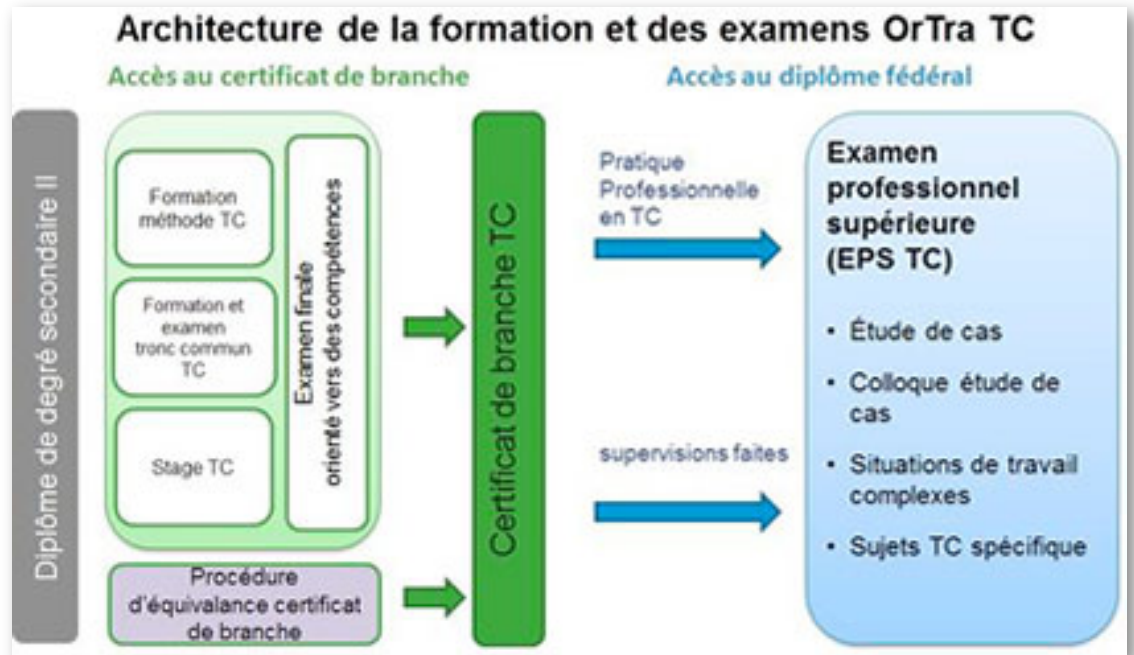 Architecture de la formation et des examens OrTra TC
Accès au certificat de branche
Accès au diplôme fédéral
Diplôme de degré secondaire II
Formation
méthode TC
Formation et
examen
tronc commun
TC
Stage TC
Examen finale
orienté vers des compétences
Procédure
d'équivalance certificat
de branche
Certificat de branche TC
Pratique
Professionnelle
en TC
supervisions faites
Examen
professionnel
supérieure
(EPS TC)
• Étude de cas
• Colloque étude de
cas
• Situations de travail
complexes
• Sujets TC spécifique